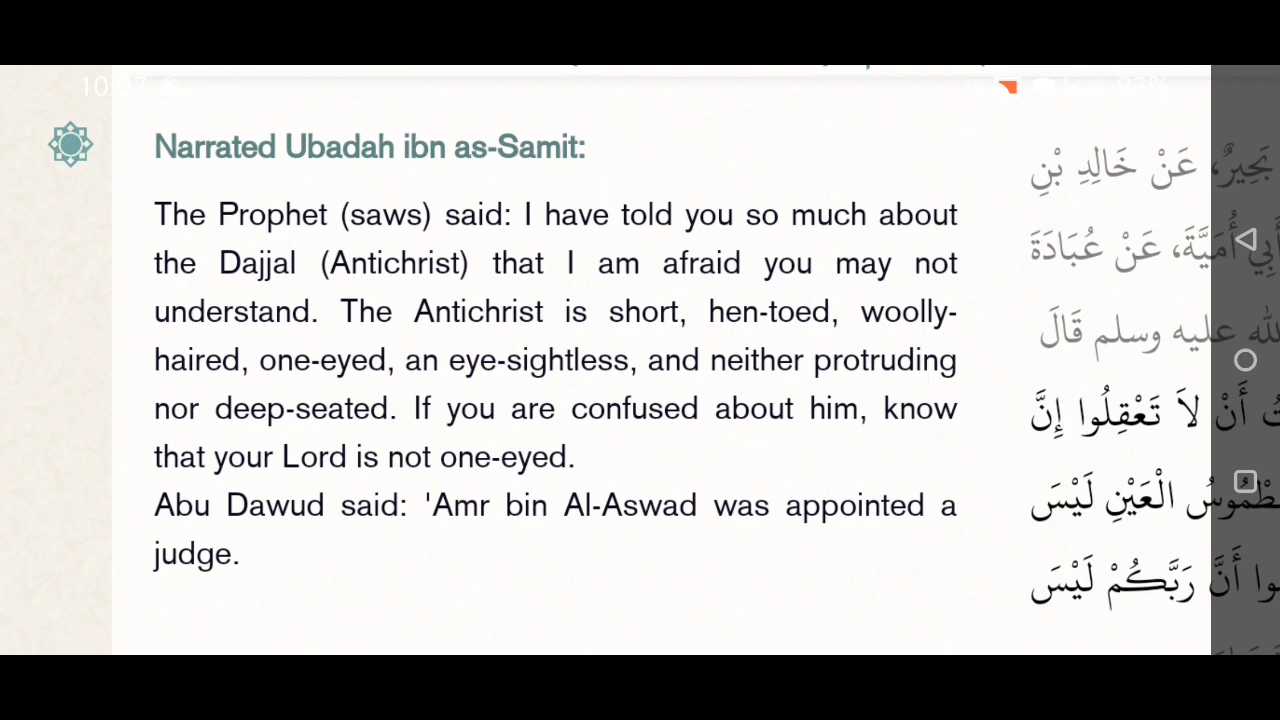 Narrated Ubadah ibn as-Samit:
The Prophet (saws) said: I have told you so much about
the Dajjal (Antichrist) that I am afraid you may not
understand. The Antichrist is short, hen-toed, woolly-
haired, one-eyed, an eye-sightless, and neither protruding
nor deep-seated. If you are confused about him, know
that your Lord is not one-eyed.
Abu Dawud said: 'Amr bin Al-Aswad was appointed a
judge.
بَحِيرٌ، عَنْ خَالِدِ بْنِ
أَبِي أُمَيَّةَ، عَنْ عُبَادَةَ
الله عليه وسلم قَالَ
أَنْ لاَ تَعْقِلُوا إِنَّ
الْعَيْنِ لَيْسَ
أَنَّ رَبَّكُمْ لَيْسَ